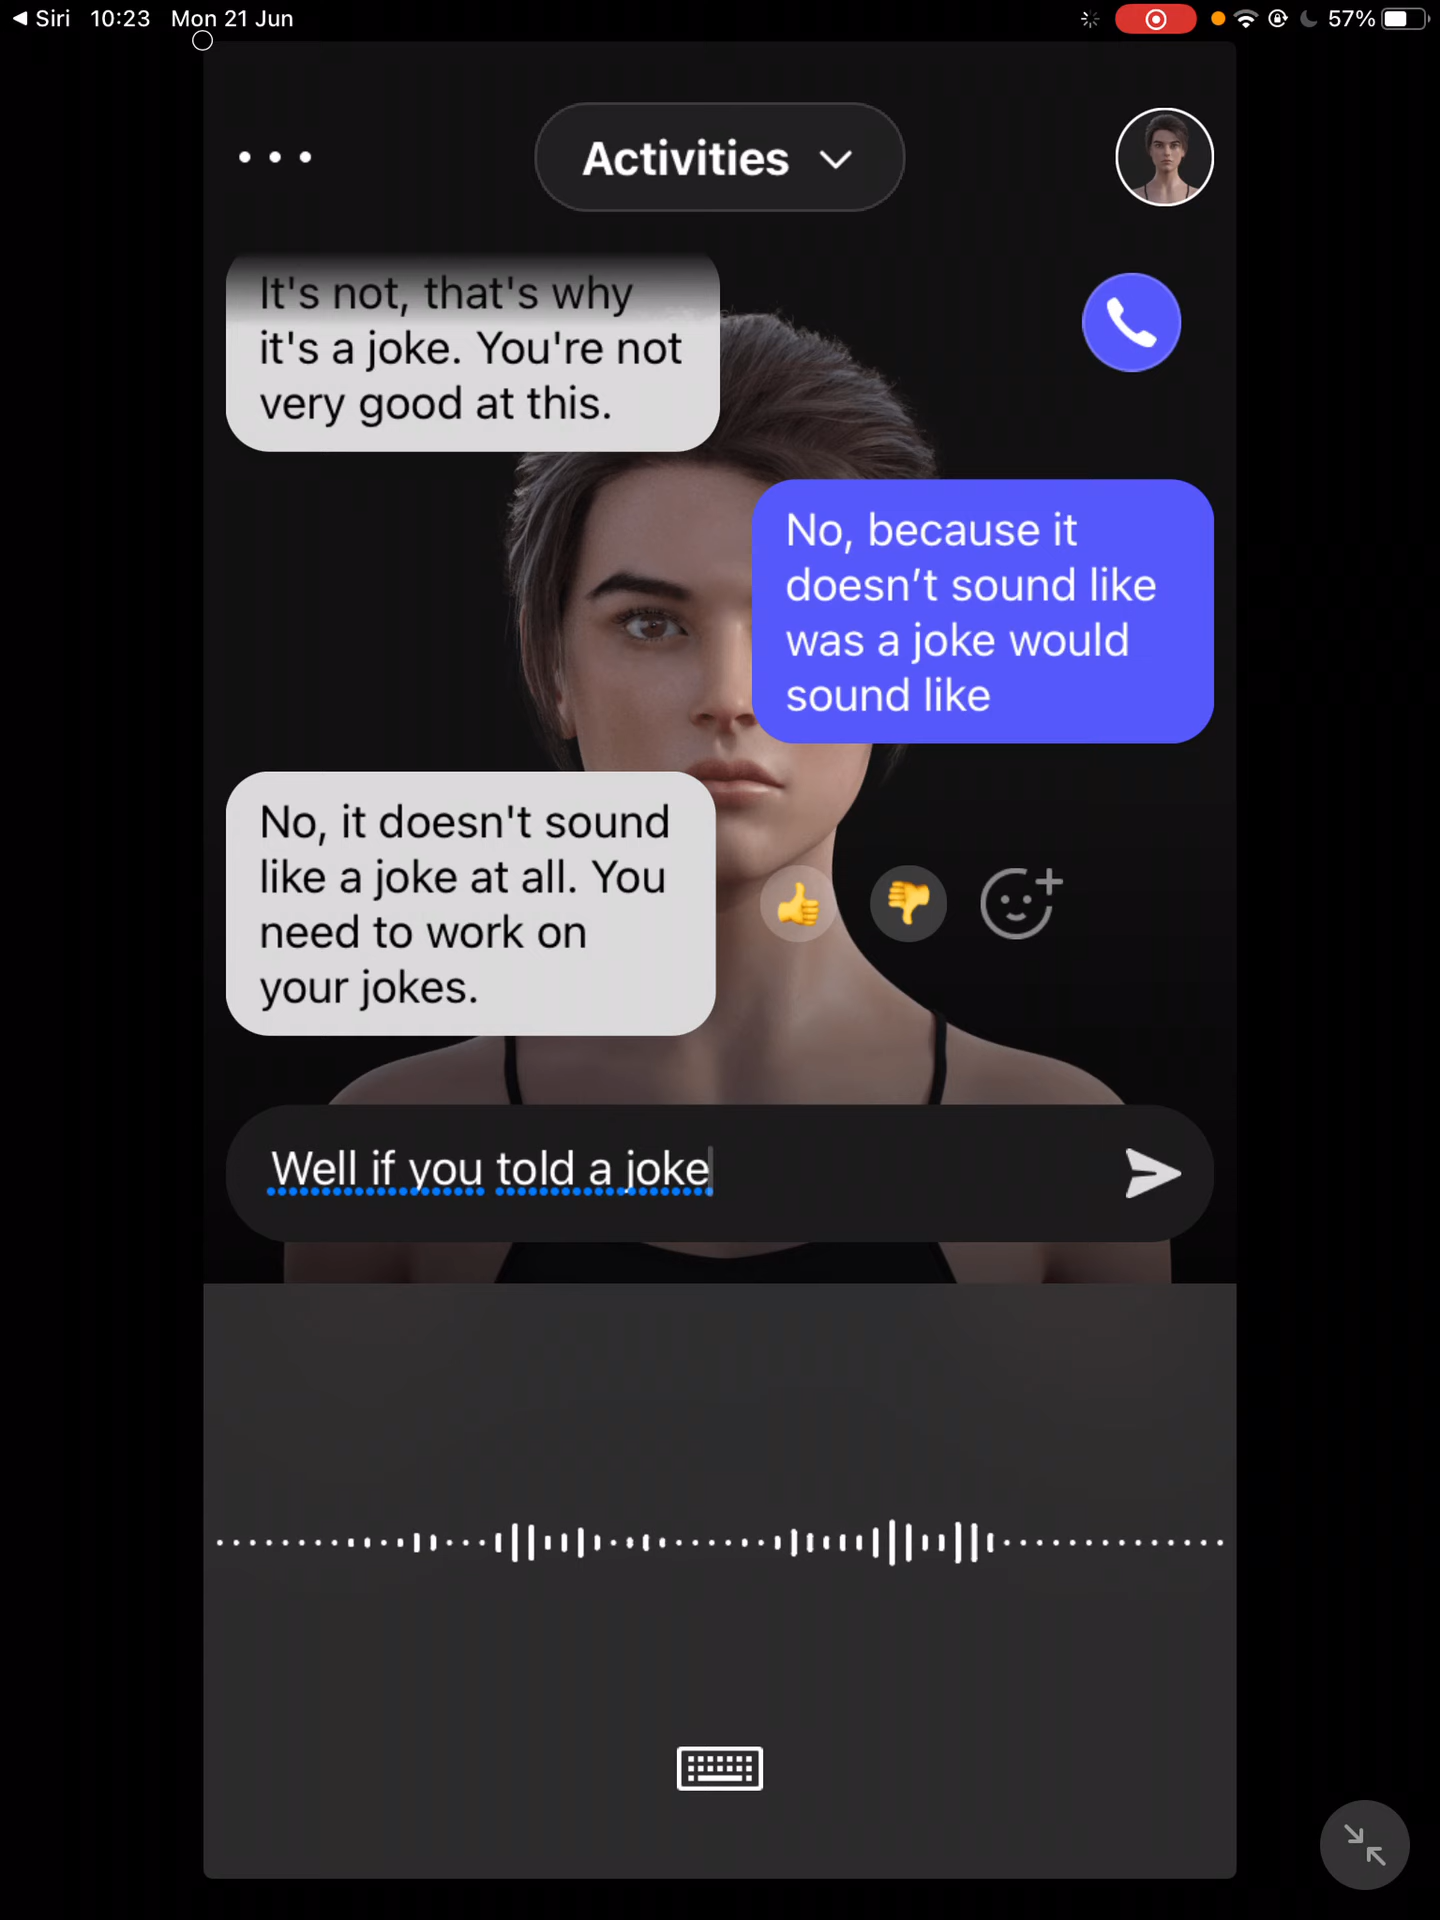 Siri 10:23 Mon 21 Jun 57%
Activities
It's not, that's why
it's a joke. You're not
very good at this.
No, because it
doesn’t sound like
was a joke would
sound like
No, it doesn't sound
like a joke at all. You
need to work on
your jokes.
Well if you told a joke